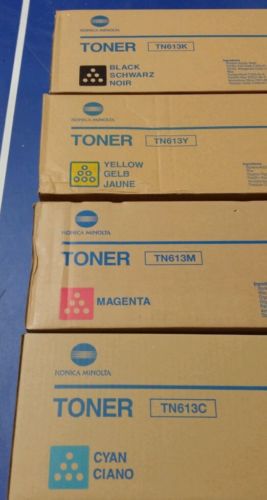 KONICA MINOLTA
TONER TN613K
BLACK
SCHWARZ
NOIR
KONICA MINOLTA
TONER TN613Y
YELLOW
GELB
JAUNE
KONICA MINOLTA
TONER TN613M
MAGENTA
KONICA MINOLTA
TONER TN613C
CYAN
CIANO